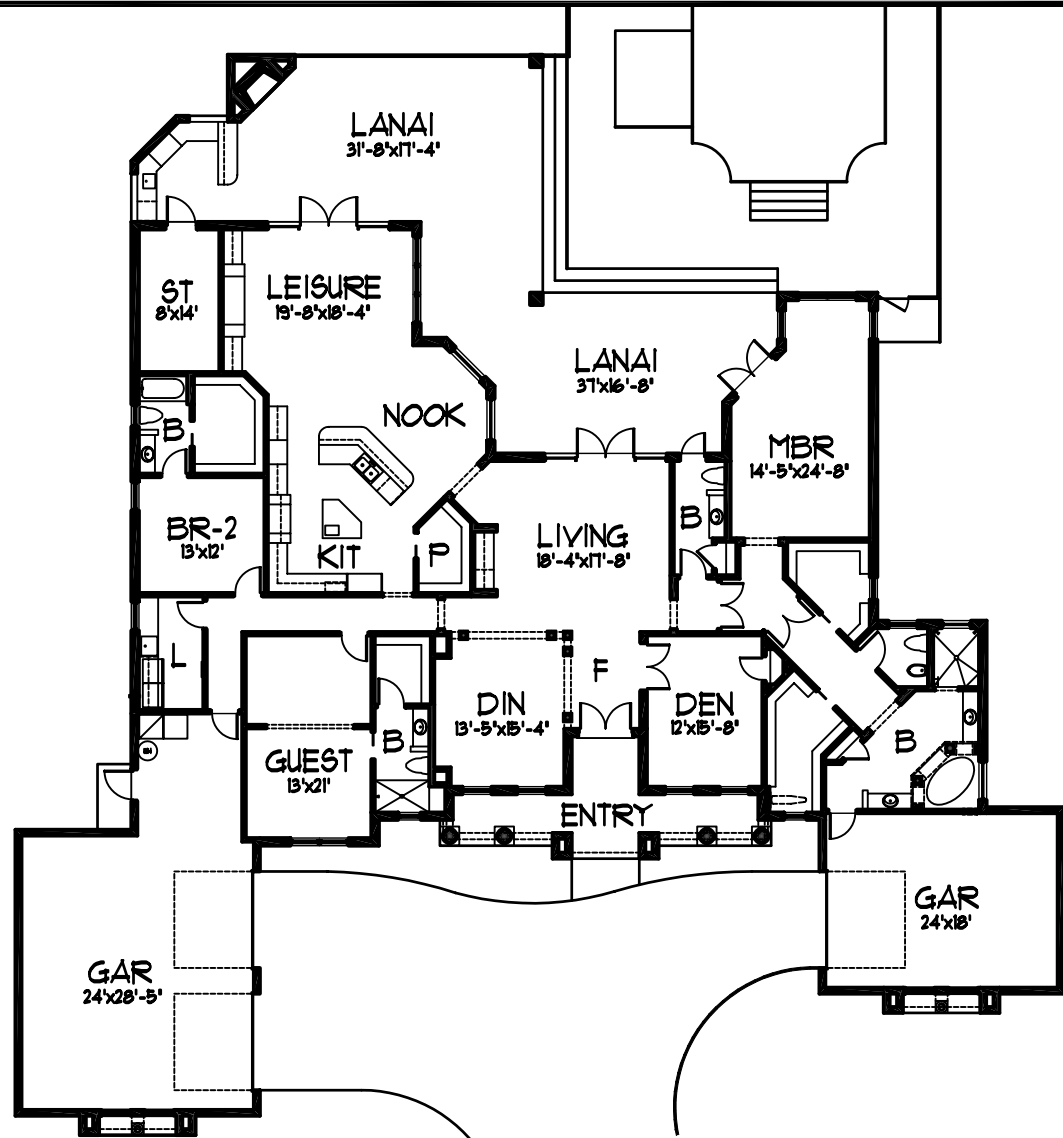 LANAI
31'-8"x17'-4"
ST
8'x14'
LEISURE
19'-8"x18'-4"
LANAI
37'x16'-8"
NOOK
B
MBR
14'-5"x24'-8"
BR-2
13'x12'
KIT
P
LIVING
18'-4"x17'-8"
B
L
F
DIN
13'-5"x15'-4"
DEN
12'x15'-8"
GUEST
13'x21'
B
B
ENTRY
GAR
24'x18'
GAR
24'x28'-5"